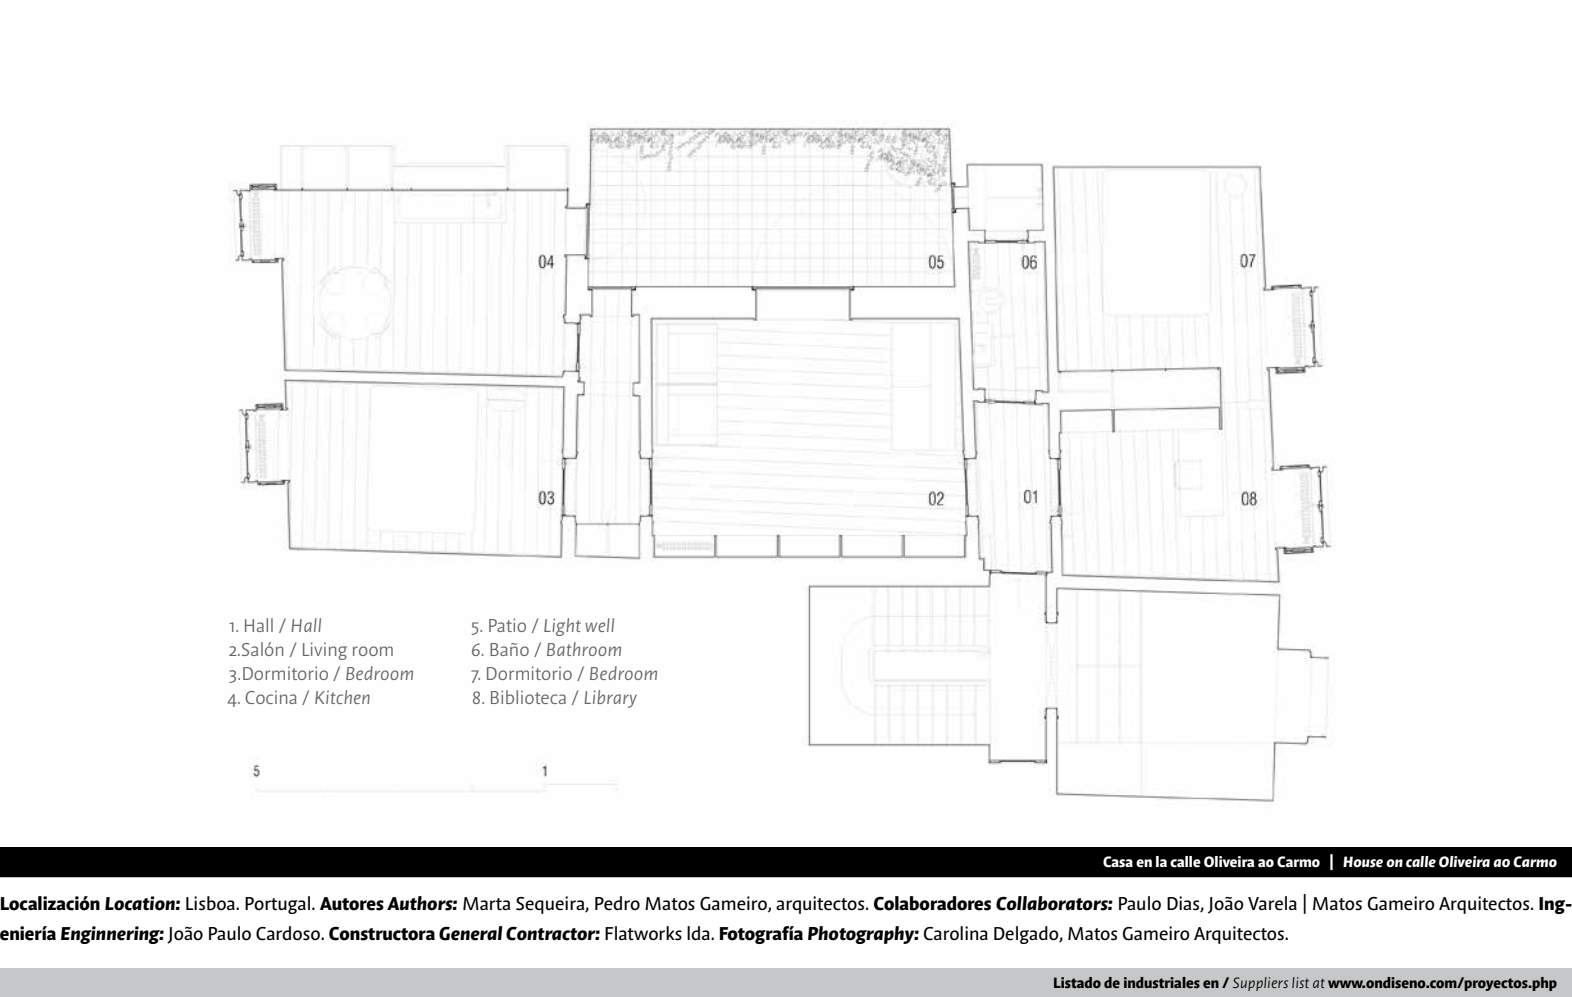 04
05
06
07
03
02
01
08
1. Hall / Hall
2.Salón / Living room
3.Dormitorio / Bedroom
4. Cocina / Kitchen
5. Patio / Light well
6. Baño / Bathroom
7. Dormitorio / Bedroom
8. Biblioteca / Library
5 1
Casa en la calle Oliveira ao Carmo | House on calle Oliveira ao Carmo
Localización Location: Lisboa. Portugal. Autores Authors: Marta Sequeira, Pedro Matos Gameiro, arquitectos. Colaboradores Collaborators: Paulo Dias, João Varela | Matos Gameiro Arquitectos. Ing-
eniería Enginnering: João Paulo Cardoso. Constructora General Contractor: Flatworks lda. Fotografía Photography: Carolina Delgado, Matos Gameiro Arquitectos.
Listado de industriales en / Suppliers list at www.ondiseno.com/proyectos.php